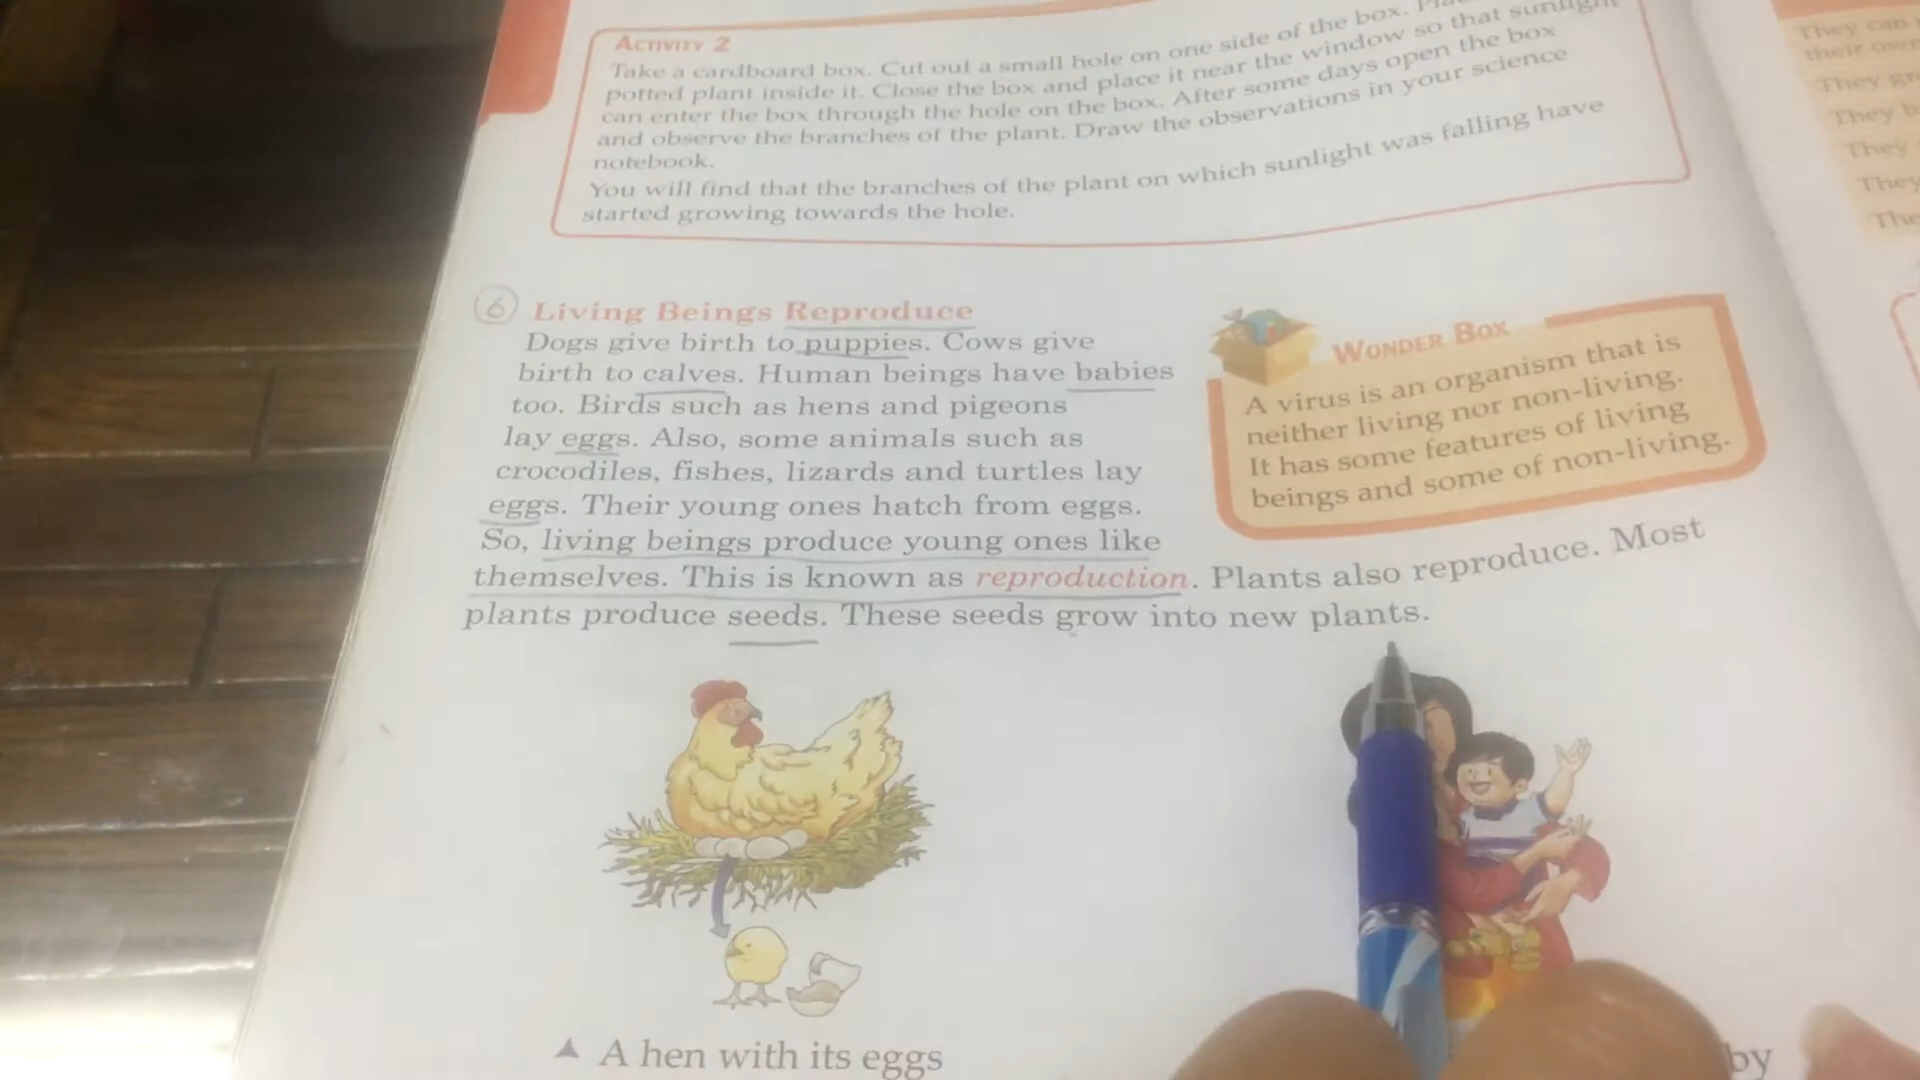 ACTIVITY 2
Take a cardboard box. Cut out a small hole on one side of the box.
potted plant inside it. Close the box and place it near the window so that sunlight
can enter the box through the hole on the box. After some days open the box
and observe the branches of the plant. Draw the observations in your science
notebook.
You will find that the branches of the plant on which sunlight was falling have
started growing towards the hole.
6 Living Beings Reproduce
Dogs give birth to puppies. Cows give
birth to calves. Human beings have babies
too. Birds such as hens and pigeons
lay eggs. Also, some animals such as
crocodiles, fishes, lizards and turtles lay
eggs. Their young ones hatch from eggs.
So, living beings produce young ones like
themselves. This is known as reproduction. Plants also reproduce. Most
plants produce seeds. These seeds grow into new plants.
WONDER BOX
A virus is an organism that is
neither living nor non-living.
It has some features of living
beings and some of non-living.
A hen with its eggs
by
They can
their own
They
They
They
They